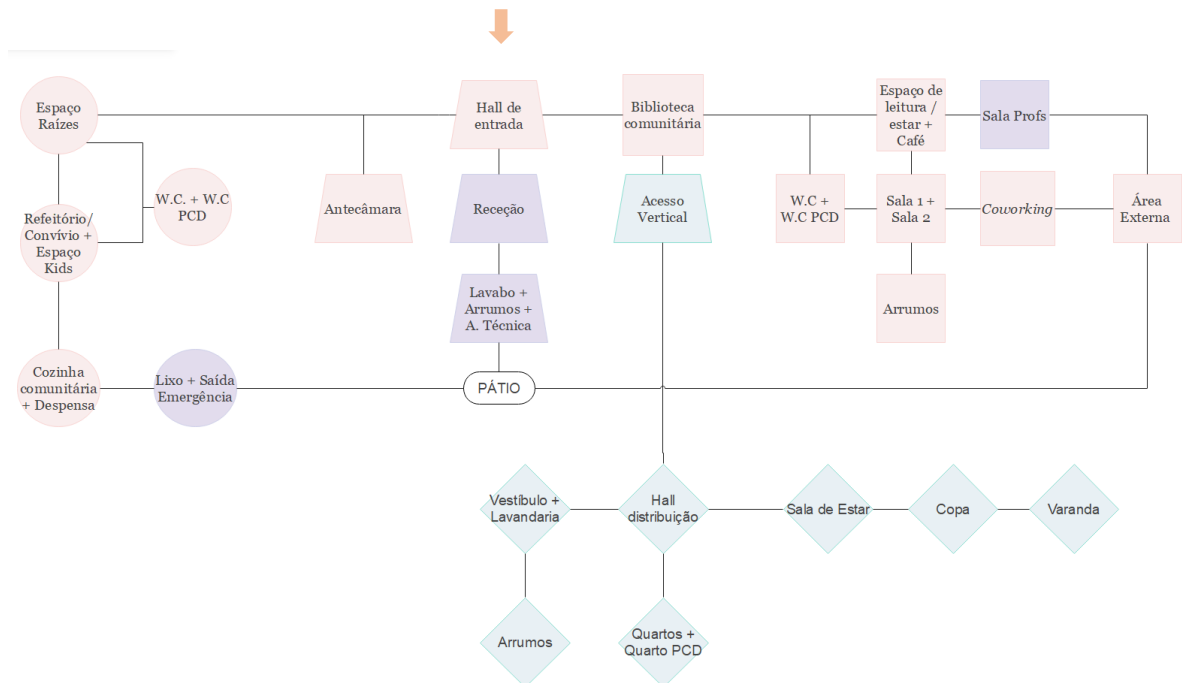 Espaço
Raízes
Hall de
entrada
Biblioteca
comunitária
Espaço de
leitura /
estar +
Café
Sala Profs
W.C. + W.C
PCD
Antecâmara
Receção
Acesso
Vertical
W.C +
W.C PCD
Sala 1 +
Sala 2
Coworking
Área
Externa
Refeitório/
Convívio +
Espaço
Kids
Lavabo +
Arrumos +
A. Técnica
Arrumos
Cozinha
comunitária
+ Despensa
Lixo + Saída
Emergência
PÁTIO
Vestíbulo +
Lavandaria
Hall
distribuição
Sala de Estar
Copa
Varanda
Arrumos
Quartos +
Quarto PCD